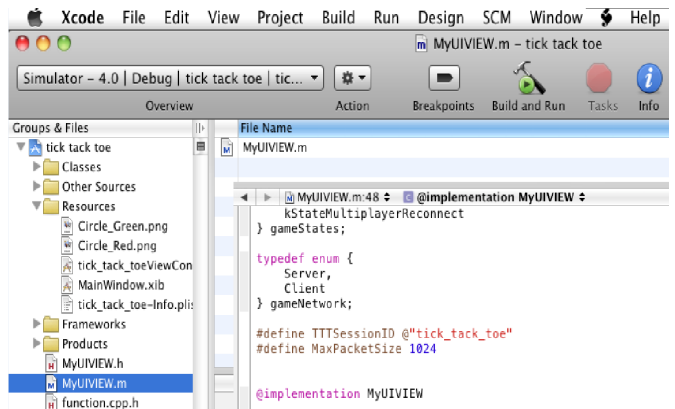 Xcode File Edit View Project Build Run Design SCM Window Help
MyUIVIEW.m – tick tack toe
Simulator – 4.0 | Debug | tick tack toe | tic...
Overview Action Breakpoints Build and Run Tasks Info
Groups & Files
File Name
tick tack toe
MyUIVIEW.m
Classes
Other Sources
Resources
Circle_Green.png
Circle_Red.png
tick_tack_toeViewCon
MainWindow.xib
tick_tack_toe-Info.plis
Frameworks
Products
MyUIVIEW.h
MyUIVIEW.m
function.cpp.h
MyUIVIEW.m:48 @implementation MyUIVIEW
kStateMultiplayerReconnect
} gameStates;
typedef enum {
Server,
Client
} gameNetwork;
#define TTTSessionID @"tick_tack_toe"
#define MaxPacketSize 1024
@implementation MyUIVIEW